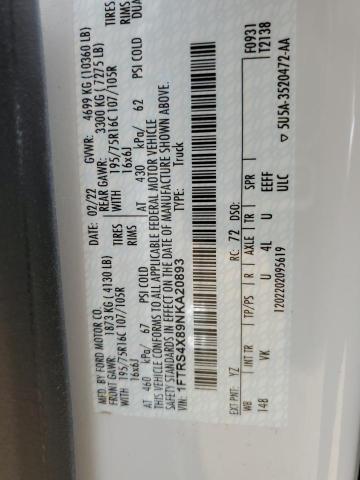 MFD. BY FORD MOTOR CO.
DATE: 02/22 GVWR: 4699 KG (10360 LB)
FRONT GAWR: 1873 KG (4130 LB) REAR GAWR: 3300 KG (7275 LB)
WITH 195/75R16C 107/105R TIRES WITH 195/75R16C 107/105R TIRES
16x6J RIMS 16x6J RIMS
AT 460 kPa/ 67 PSI COLD AT 430 kPa/ 62 PSI COLD
THIS VEHICLE CONFORMS TO ALL APPLICABLE FEDERAL MOTOR VEHICLE
SAFETY STANDARDS IN EFFECT ON THE DATE OF MANUFACTURE SHOWN ABOVE.
VIN: 1FTRS4X89NKA20893 TYPE: Truck
F0931
T2138
EXT PNT: YZ RC: 72 DSO:
WB INT TR TP/PS R AXLE TR SPR
148 VK U 4L U EEFF
ULC
1202202095619
5U5A-3520472-AA